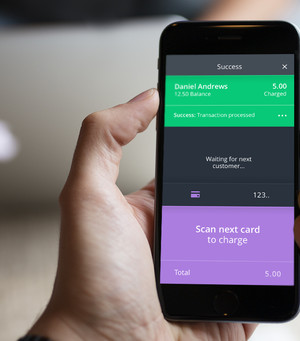 Success ×
Daniel Andrews 5.00
12.50 Balance Charged
Success: Transaction processed
Waiting for next
customer...
123..
Scan next card
to charge
Total 5.00